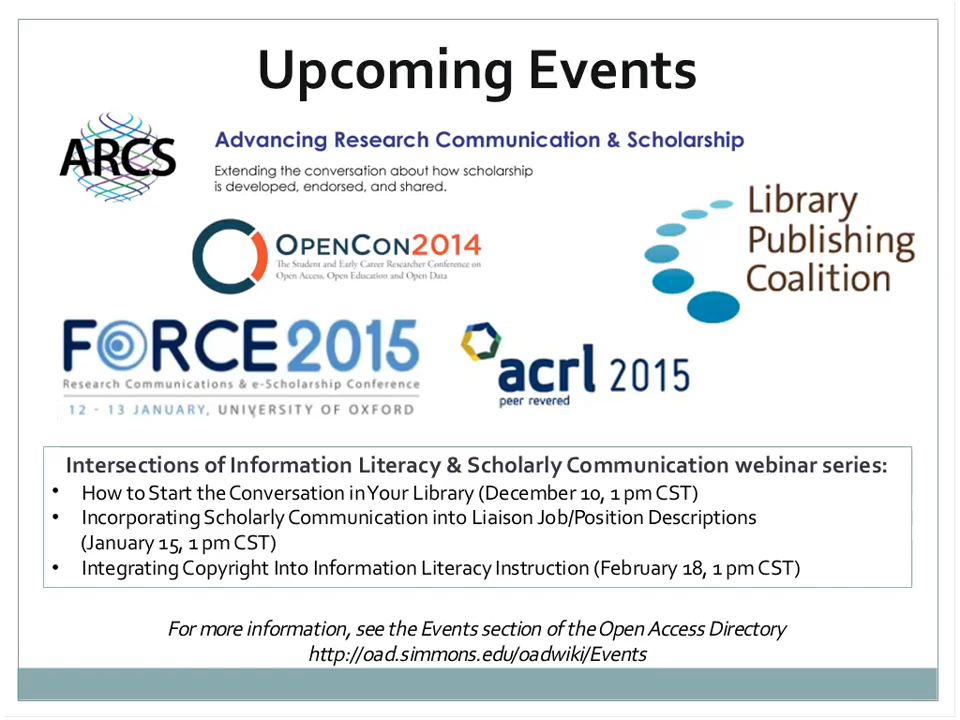 Upcoming Events
ARCS
Advancing Research Communication & Scholarship
Extending the conversation about how scholarship
is developed, endorsed, and shared.
OPENCON2014
The Student and Early Career Researcher Conference on
Open Access, Open Education and Open Data
Library
Publishing
Coalition
FORCE2015
Research Communications & e-Scholarship Conference
12 - 13 JANUARY, UNIVERSITY OF OXFORD
acrl 2015
peer revered
Intersections of Information Literacy & Scholarly Communication webinar series:
• How to Start the Conversation in Your Library (December 10, 1 pm CST)
• Incorporating Scholarly Communication into Liaison Job/Position Descriptions
(January 15, 1 pm CST)
• Integrating Copyright Into Information Literacy Instruction (February 18, 1 pm CST)
For more information, see the Events section of the Open Access Directory
http://oad.simmons.edu/oadwiki/Events